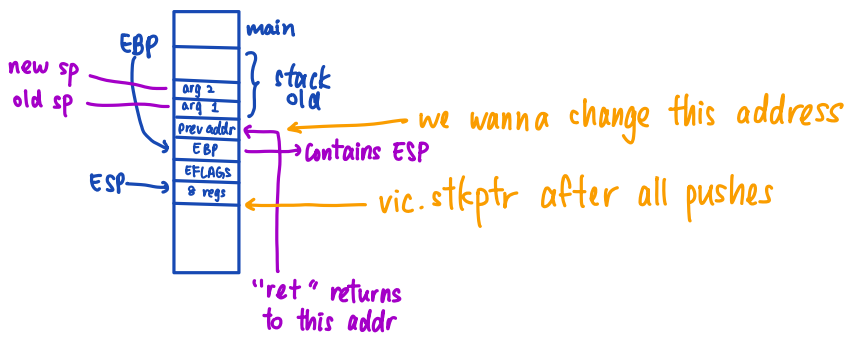 main
EBP
new sp
old sp
arg 2
arg 1
stack
old
prev addr
we wanna change this address
EBP
contains ESP
EFLAGS
ESP
8 regs
vic.stkptr after all pushes
"ret" returns
to this addr